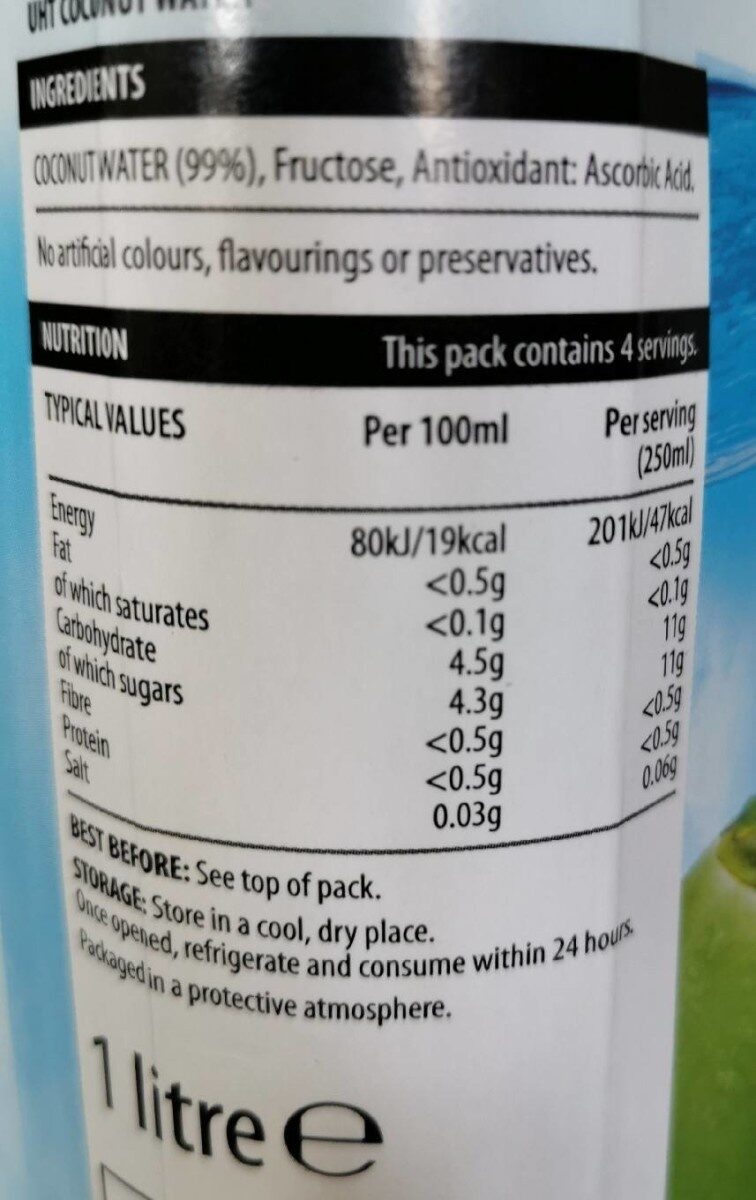 UHT COCONUT WATER
INGREDIENTS
COCONUT WATER (99%), Fructose, Antioxidant: Ascorbic Acid.
No artificial colours, flavourings or preservatives.
NUTRITION This pack contains 4 servings.
TYPICAL VALUES Per 100ml Per serving
(250ml)
Energy 80kJ/19kcal 201kJ/47kcal
Fat <0.5g <0.5g
of which saturates <0.1g <0.1g
Carbohydrate 4.5g 11g
of which sugars 4.3g 11g
Fibre <0.5g <0.5g
Protein <0.5g <0.5g
Salt 0.03g 0.06g
BEST BEFORE: See top of pack.
STORAGE: Store in a cool, dry place.
Once opened, refrigerate and consume within 24 hours.
Packaged in a protective atmosphere.
1 litre ℮